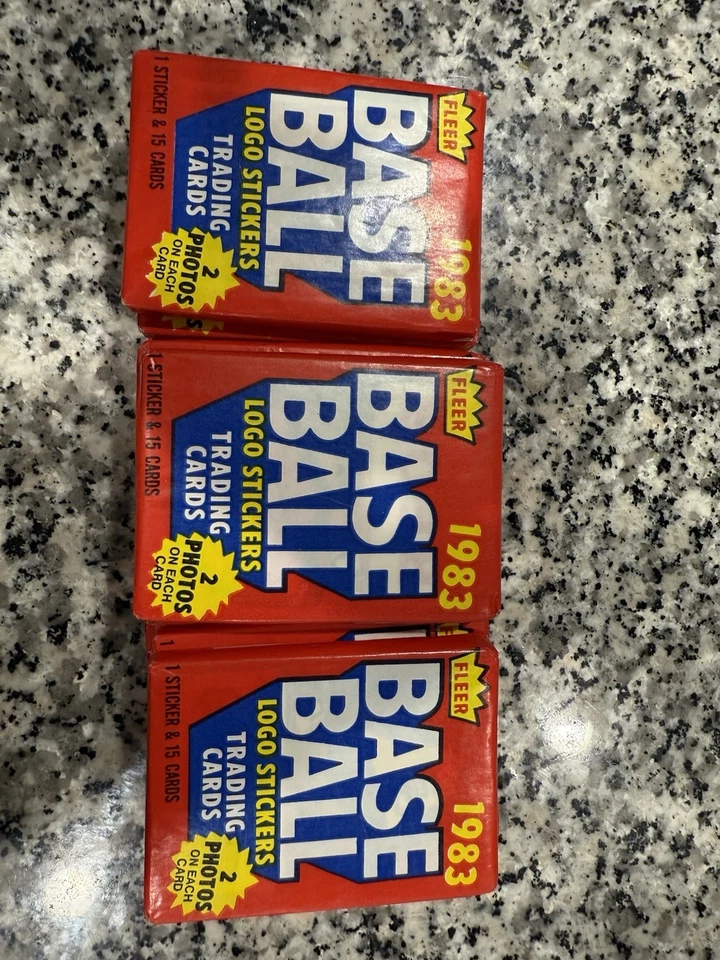 FLEER
1983
BASE
BALL
LOGO STICKERS
TRADING
CARDS
2
PHOTOS
ON EACH
CARD
1 STICKER & 15 CARDS
S
FLEER
1983
BASE
BALL
LOGO STICKERS
TRADING
CARDS
2
PHOTOS
ON EACH
CARD
1 STICKER & 15 CARDS
1
FLEER
1983
BASE
BALL
LOGO STICKERS
TRADING
CARDS
2
PHOTOS
ON EACH
CARD
1 STICKER & 15 CARDS